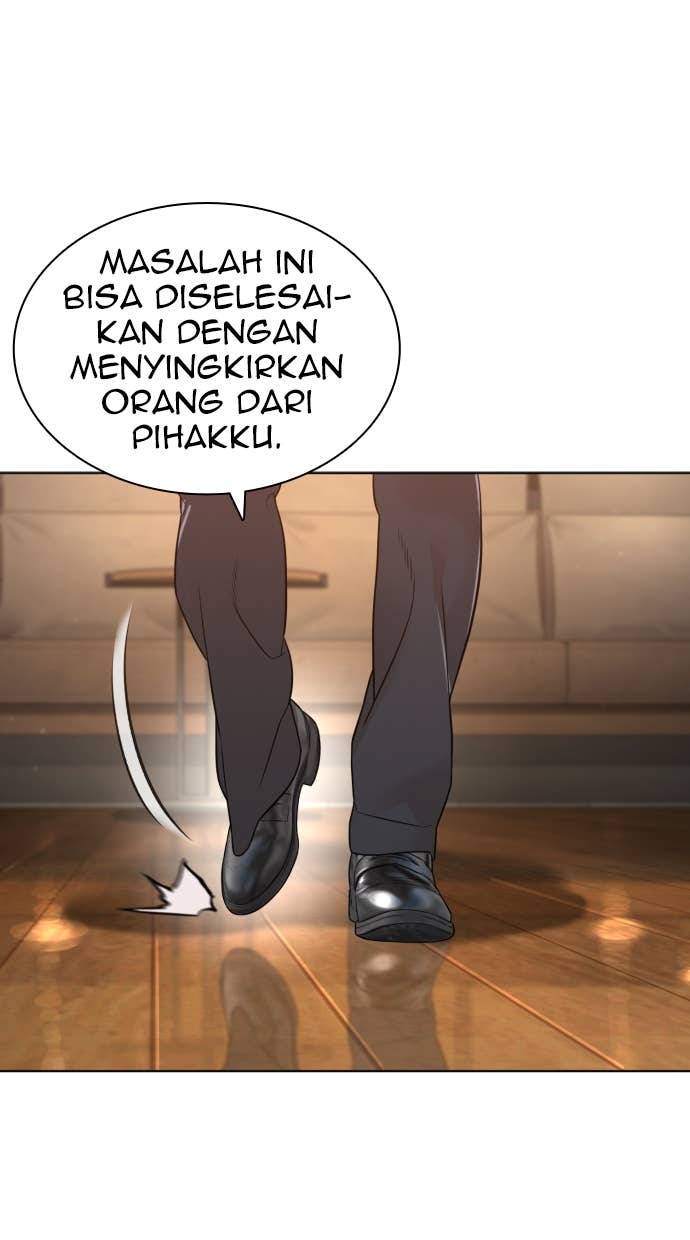 MASALAH INI
BISA DISELESAI-
KAN DENGAN
MENYINGKIRKAN
ORANG DARI
PIHAKKU.